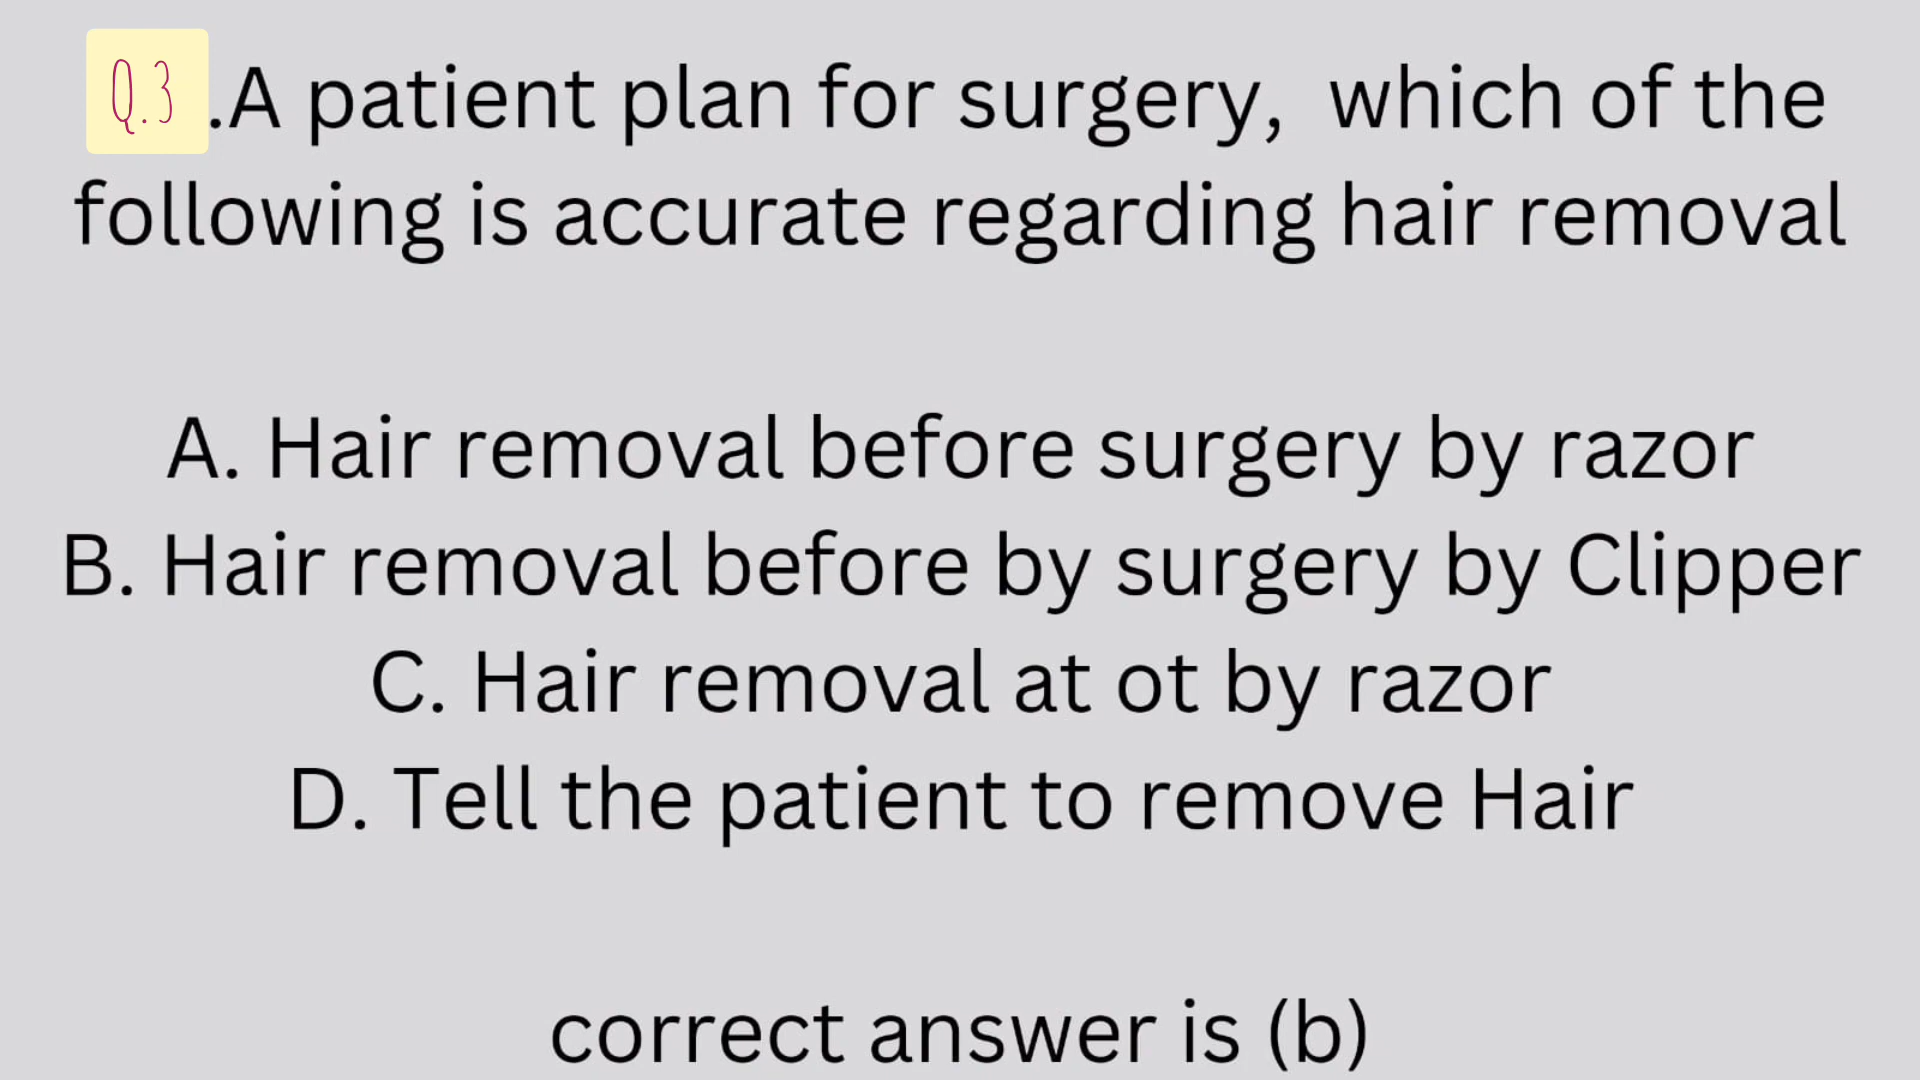 Q.3 .A patient plan for surgery, which of the
following is accurate regarding hair removal
A. Hair removal before surgery by razor
B. Hair removal before by surgery by Clipper
C. Hair removal at ot by razor
D. Tell the patient to remove Hair
correct answer is (b)